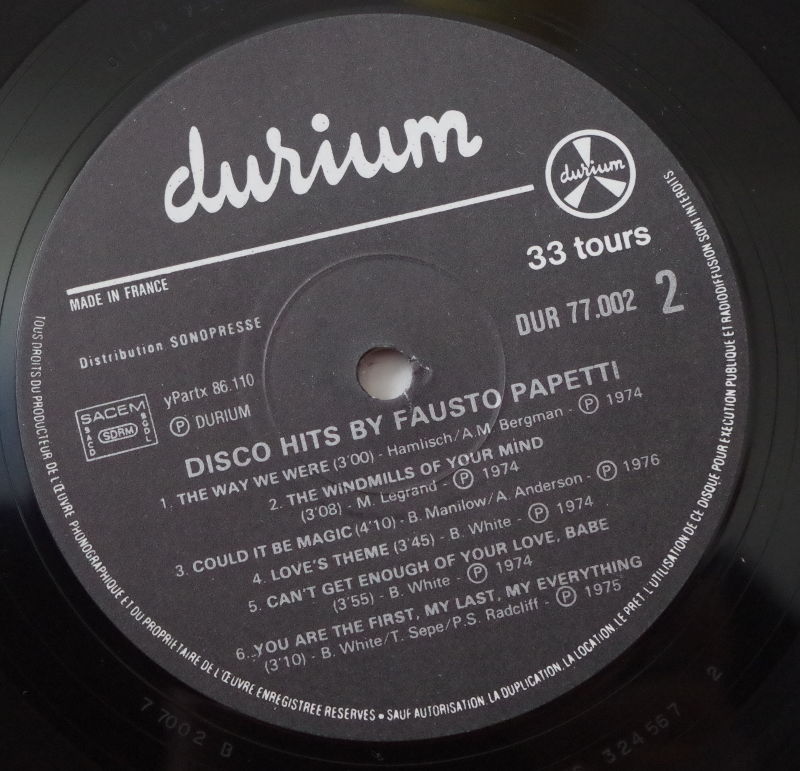 durium
durium
33 tours
MADE IN FRANCE
DUR 77.002 2
Distribution SONOPRESSE
SACEM
SACD SDRM SGDL
yPartx 86.110
Ⓟ DURIUM
DISCO HITS BY FAUSTO PAPETTI
1. THE WAY WE WERE (3'00) - Hamlisch/A.M. Bergman - Ⓟ 1974
2. THE WINDMILLS OF YOUR MIND
(3'08) - M. Legrand Ⓟ 1974
3. COULD IT BE MAGIC (4'10) - B. Manilow/A. Anderson - Ⓟ 1976
4. LOVE'S THEME (3'45) - B. White - Ⓟ 1974
5. CAN'T GET ENOUGH OF YOUR LOVE, BABE
(3'55) - B. White - Ⓟ 1974
6. YOU ARE THE FIRST, MY LAST, MY EVERYTHING
(3'10) - B. White/T. Sepe/P.S. Radcliff - Ⓟ 1975
TOUS DROITS DU PRODUCTEUR DE L'ŒUVRE PHONOGRAPHIQUE ET DU PROPRIETAIRE DE L'ŒUVRE ENREGISTREE RESERVES • SAUF AUTORISATION, LA DUPLICATION, LA LOCATION, LE PRET, L'UTILISATION DE CE DISQUE POUR EXECUTION PUBLIQUE ET RADIODIFFUSION SONT INTERDITS
77002 B
324567 2